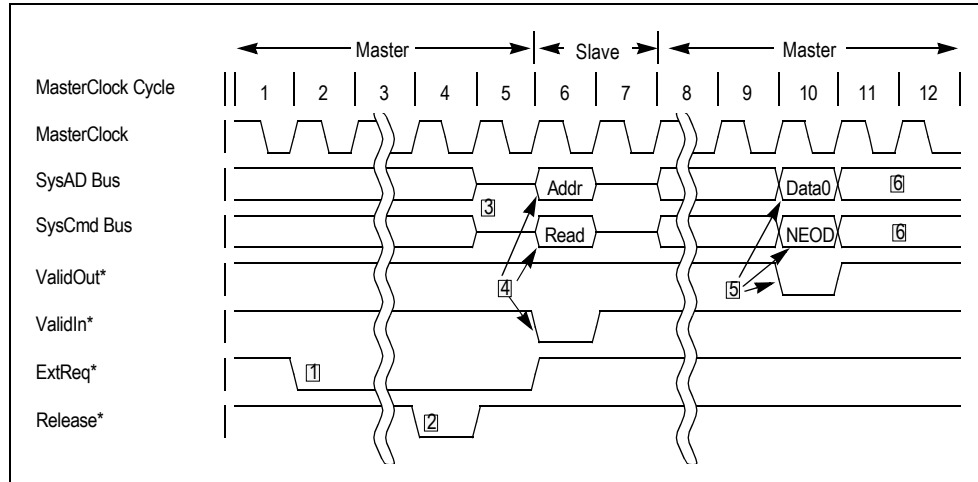 Master Slave Master
MasterClock Cycle 1 2 3 4 5 6 7 8 9 10 11 12
MasterClock
SysAD Bus Addr Data0 6
3
SysCmd Bus Read NEOD 6
ValidOut* 4 5
ValidIn*
ExtReq* 1
Release* 2